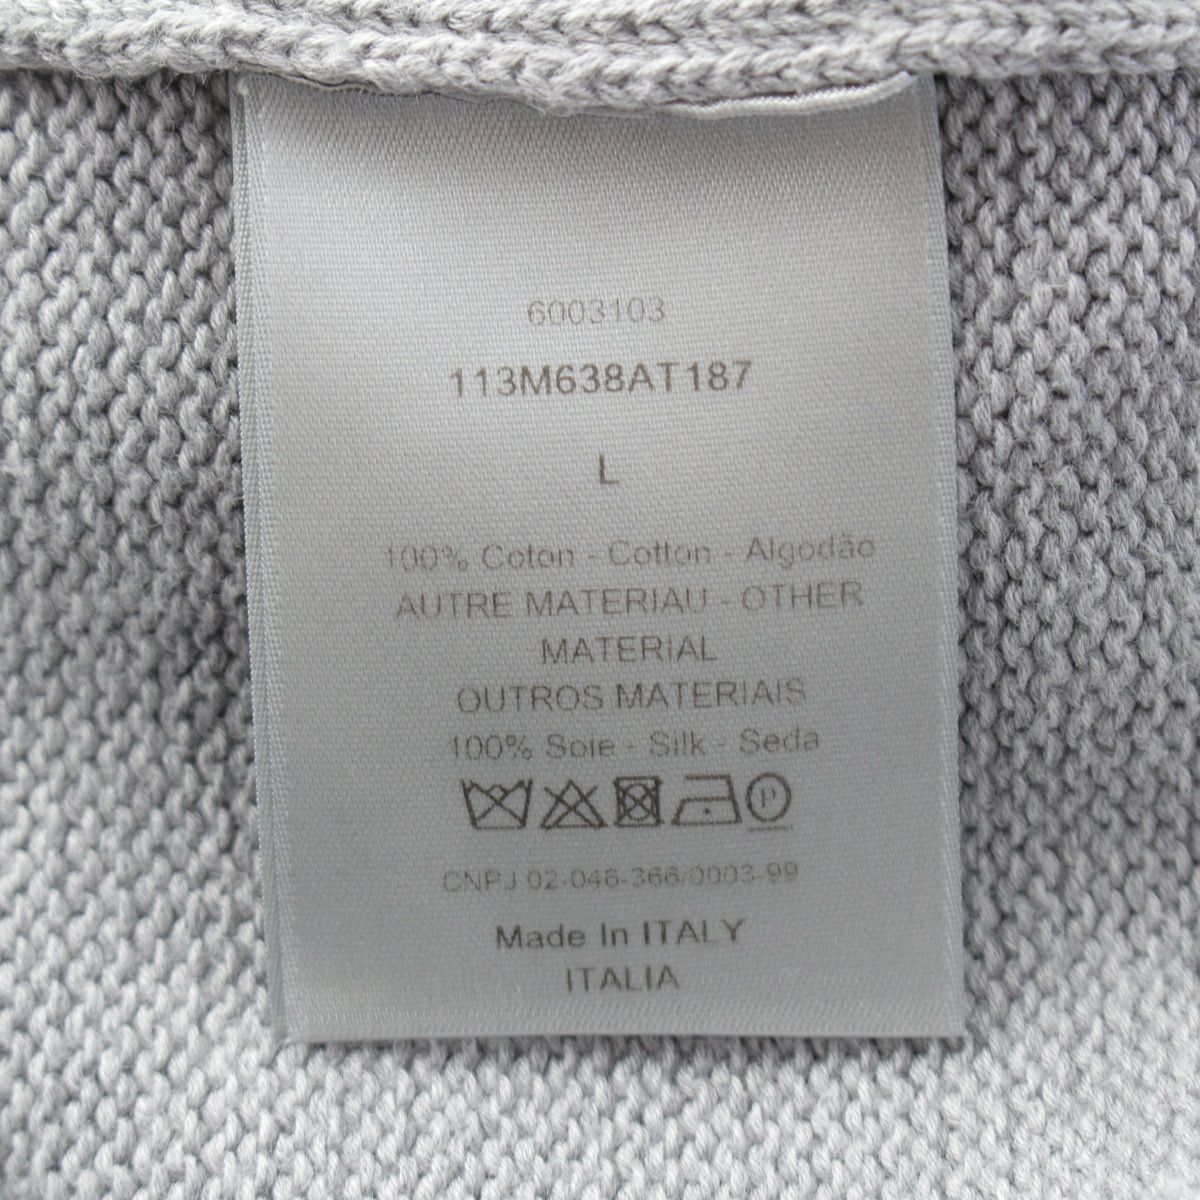 6003103
113M638AT187
L
100% Coton - Cotton - Algodão
AUTRE MATERIAU - OTHER
MATERIAL
OUTROS MATERIAIS
100% Soie - Silk - Seda
P
CNPJ 02-046-366/0003-99
Made In ITALY
ITALIA